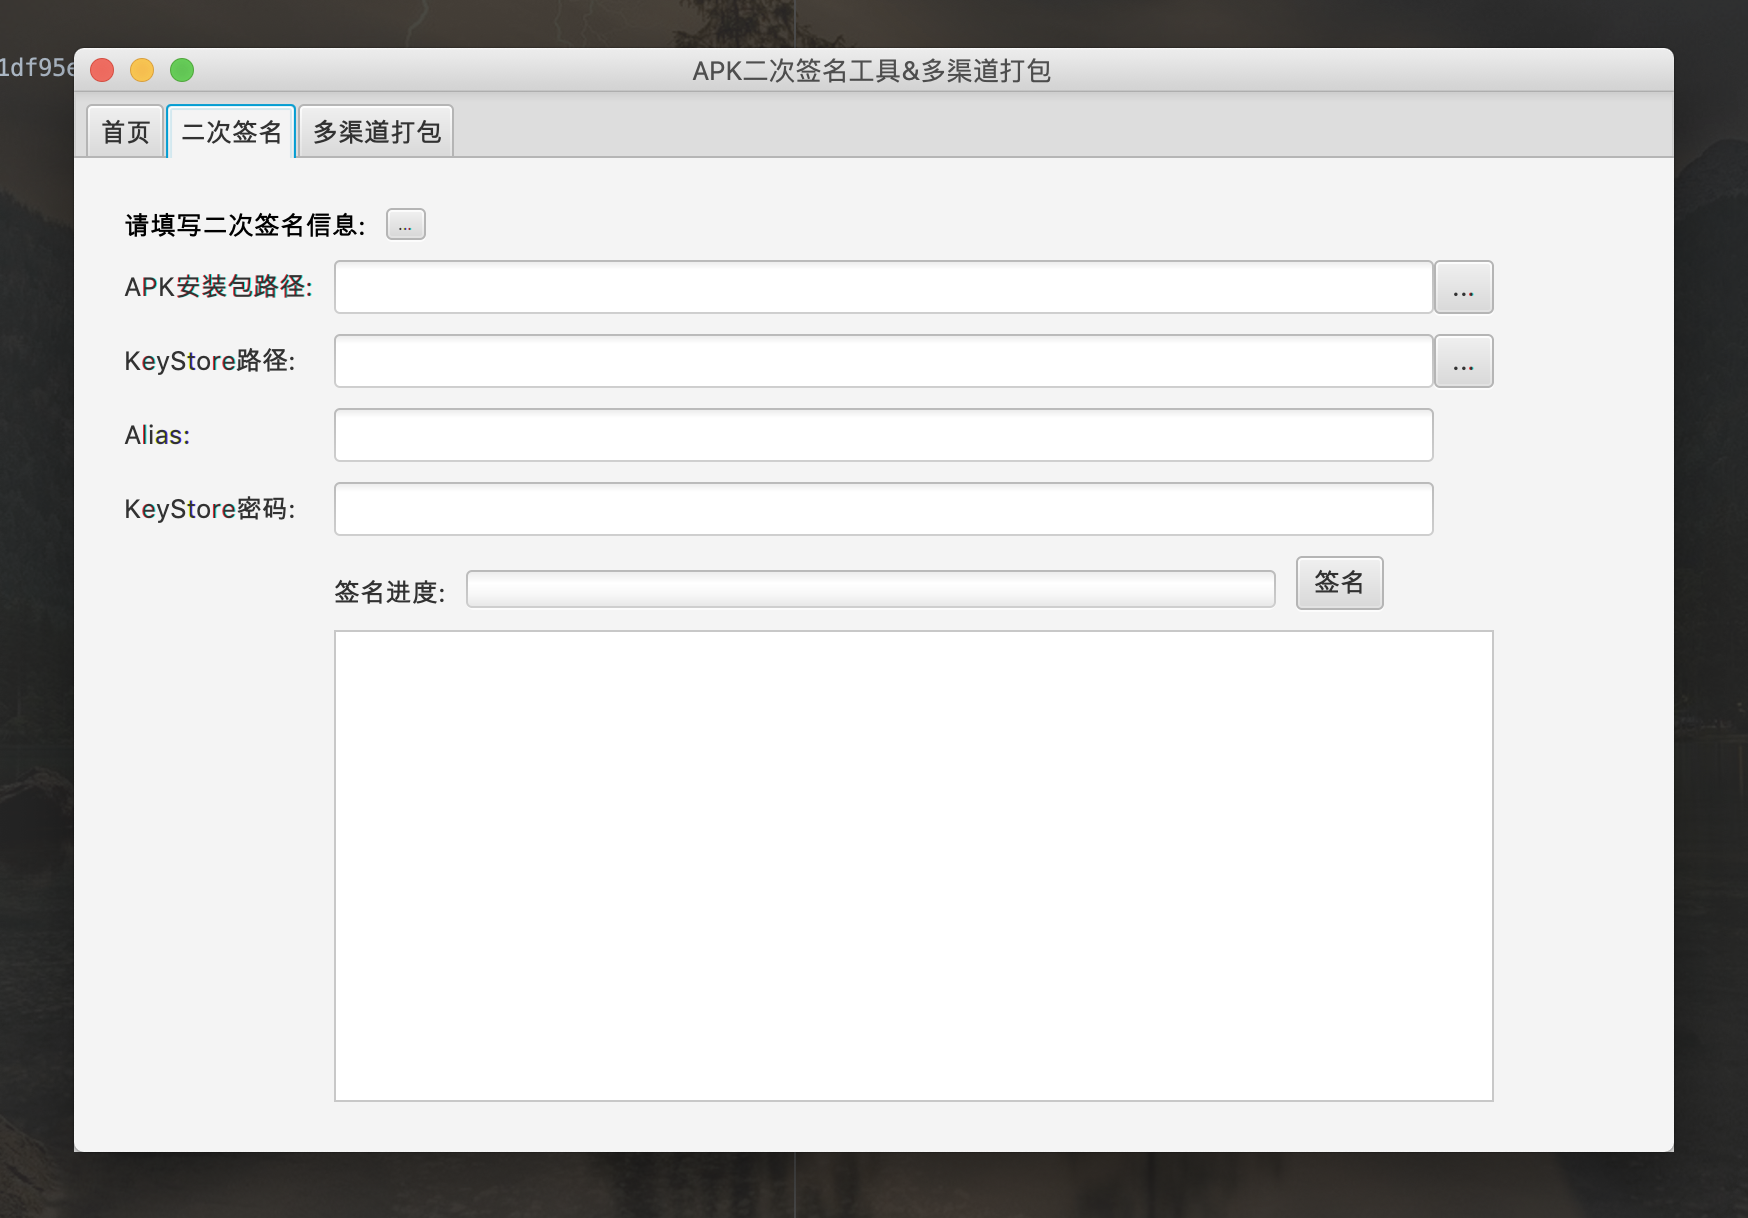 1df95e
APK二次签名工具&多渠道打包
首页 二次签名 多渠道打包
请填写二次签名信息: ...
APK安装包路径: ...
KeyStore路径: ...
Alias:
KeyStore密码:
签名进度: 签名